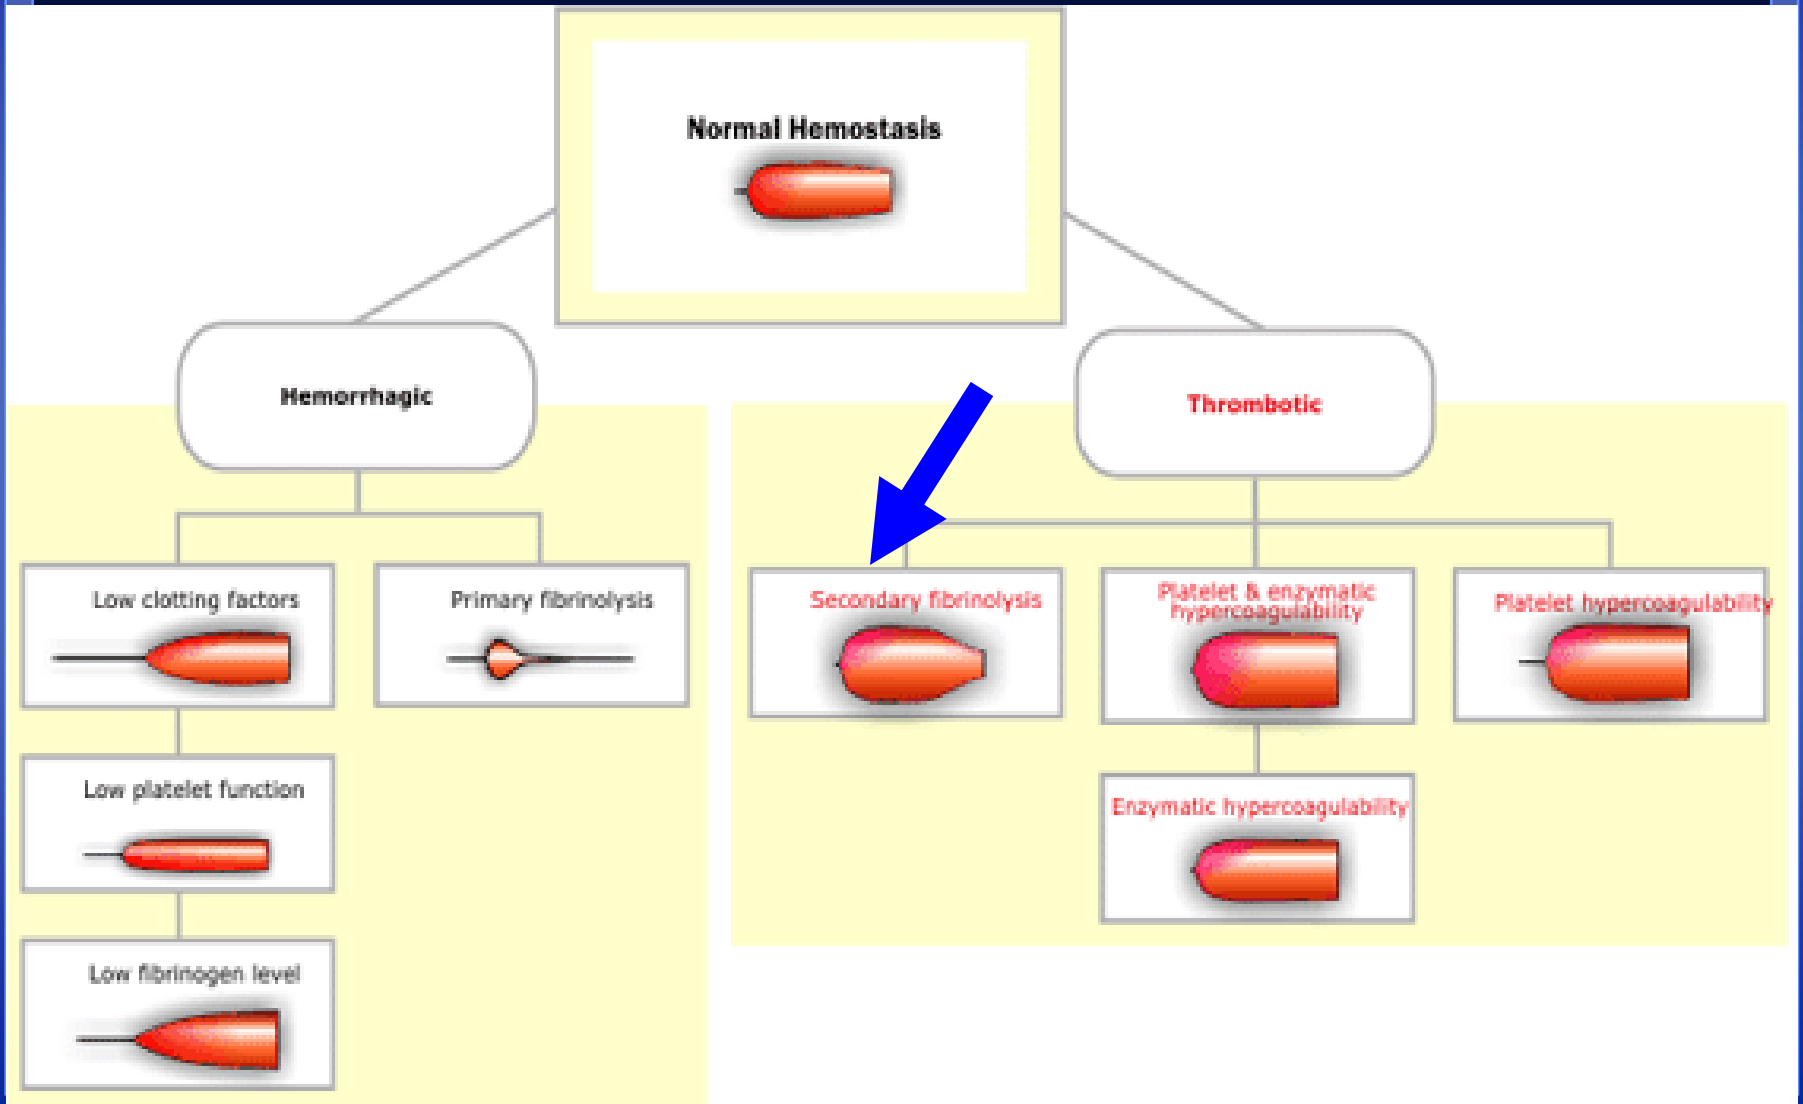 Normal Hemostasis
Hemorrhagic
Thrombotic
Low clotting factors
Primary fibrinolysis
Secondary fibrinolysis
Platelet & enzymatic
hypercoagulability
Platelet hypercoagulability
Low platelet function
Enzymatic hypercoagulability
Low fibrinogen level